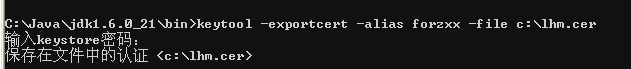 C:\Java\jdk1.6.0_21\bin>keytool -exportcert -alias forzxx -file c:\lhm.cer
输入keystore密码：
保存在文件中的认证 <c:\lhm.cer>